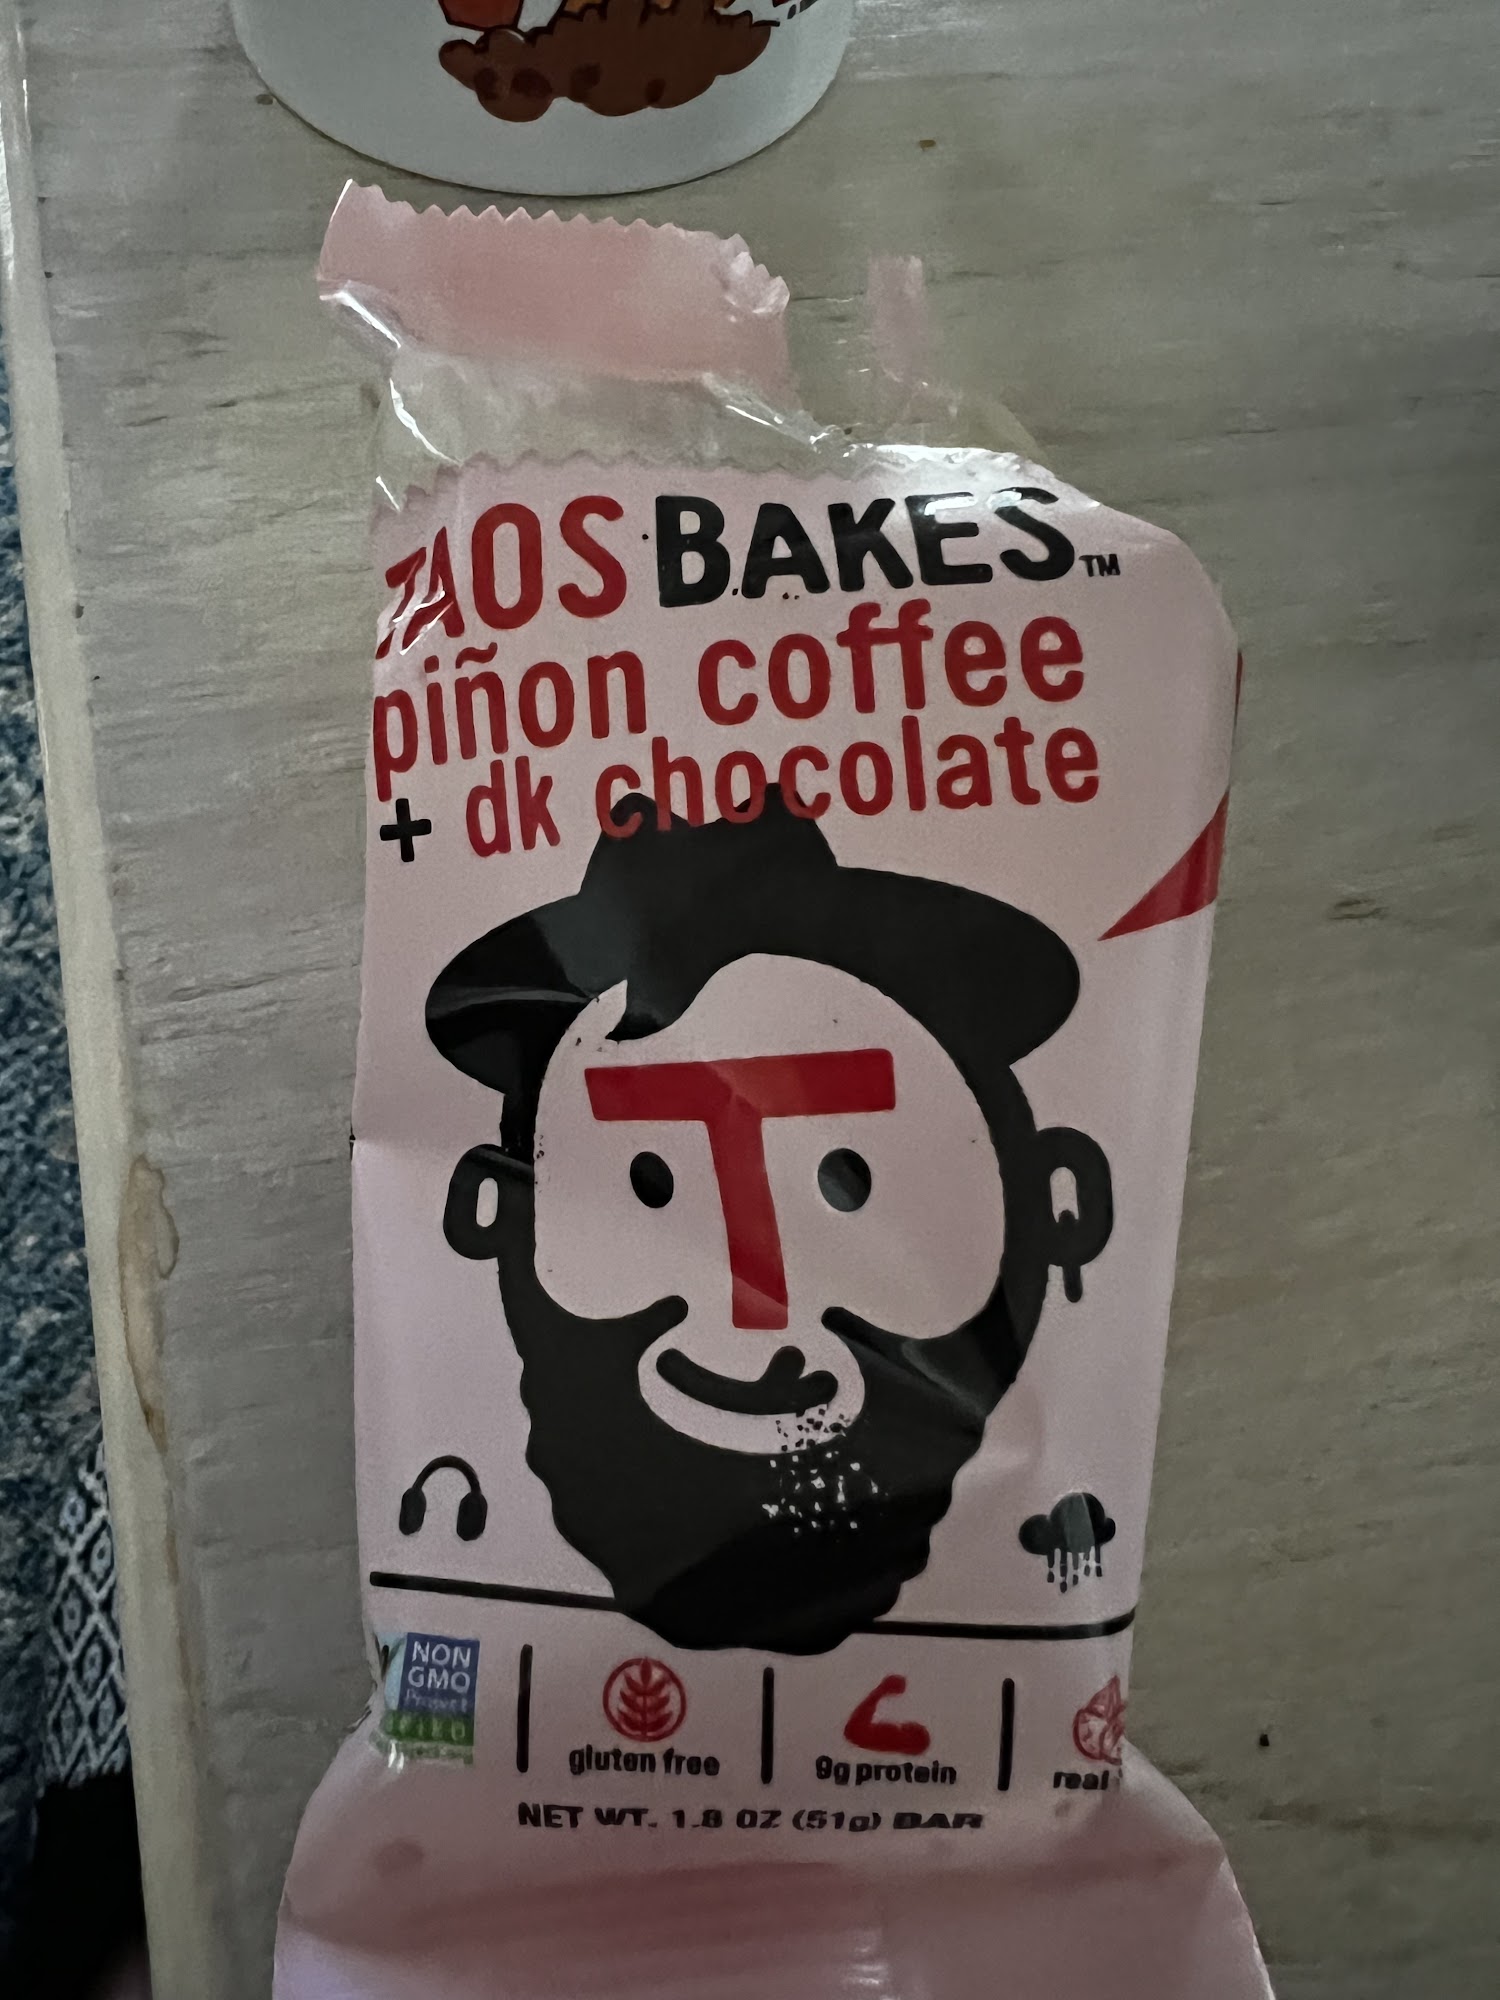 TAOS BAKES™
piñon coffee
+ dk chocolate
T
NON
GMO
Project
gluten free
9g protein
real
NET WT. 1.8 OZ (51g) BAR